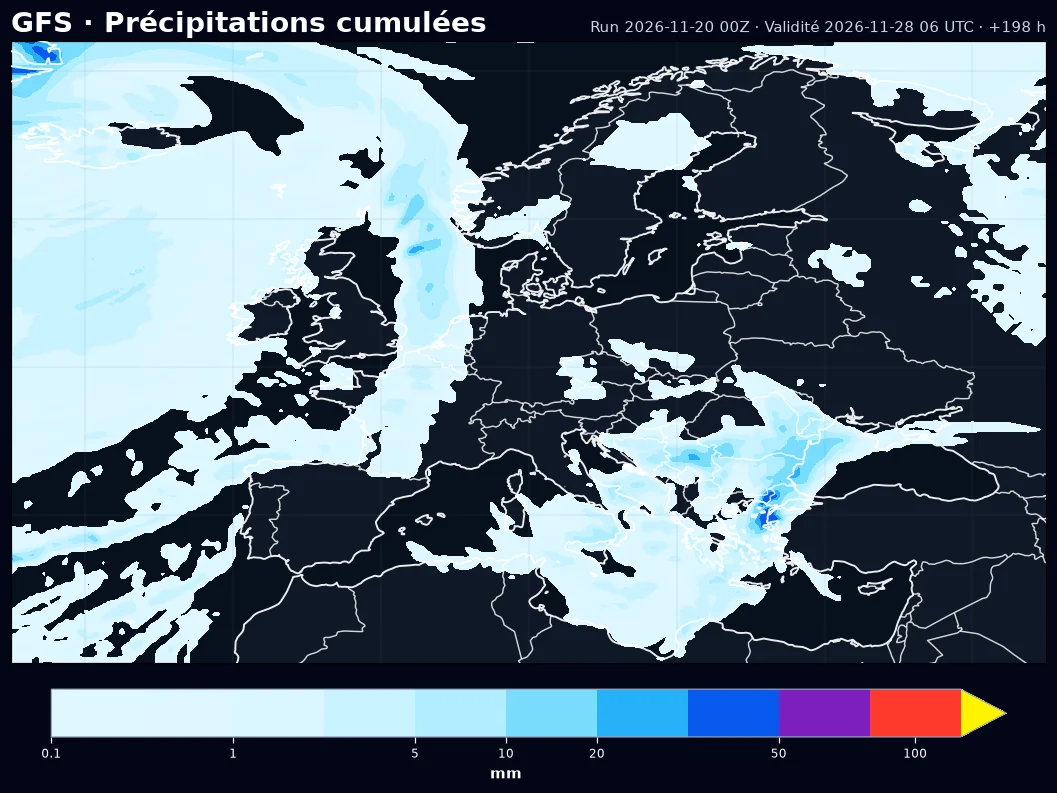 GFS · Précipitations cumulées
Run 2026-11-20 00Z · Validité 2026-11-28 06 UTC · +198 h
0.1 1 5 10 20 50 100
mm